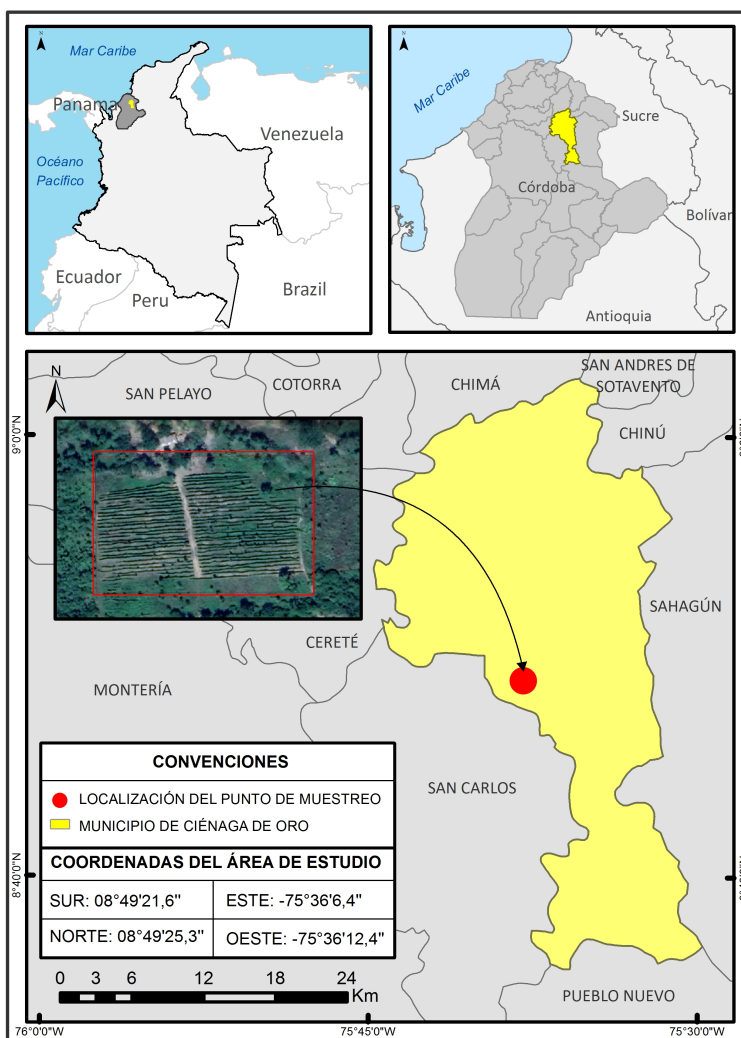 N
Mar Caribe
Panama
Venezuela
Océano
Pacífico
Ecuador
Peru
Brazil
N
Mar Caribe
Sucre
Córdoba
Bolívar
Antioquia
N
SAN PELAYO
COTORRA
CHIMÁ
SAN ANDRES DE
SOTAVENTO
CHINÚ
9°0'0"N
SAHAGÚN
CERETÉ
MONTERÍA
SAN CARLOS
CONVENCIONES
LOCALIZACIÓN DEL PUNTO DE MUESTREO
MUNICIPIO DE CIÉNAGA DE ORO
COORDENADAS DEL ÁREA DE ESTUDIO
SUR: 08°49'21,6" ESTE: -75°36'6,4"
NORTE: 08°49'25,3" OESTE: -75°36'12,4"
8°40'0"N
0 3 6 12 18 24
Km
PUEBLO NUEVO
76°0'0"W 75°45'0"W 75°30'0"W